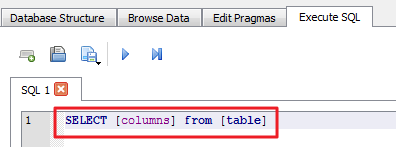 Database Structure Browse Data Edit Pragmas Execute SQL
SQL 1
1 SELECT [columns] from [table]